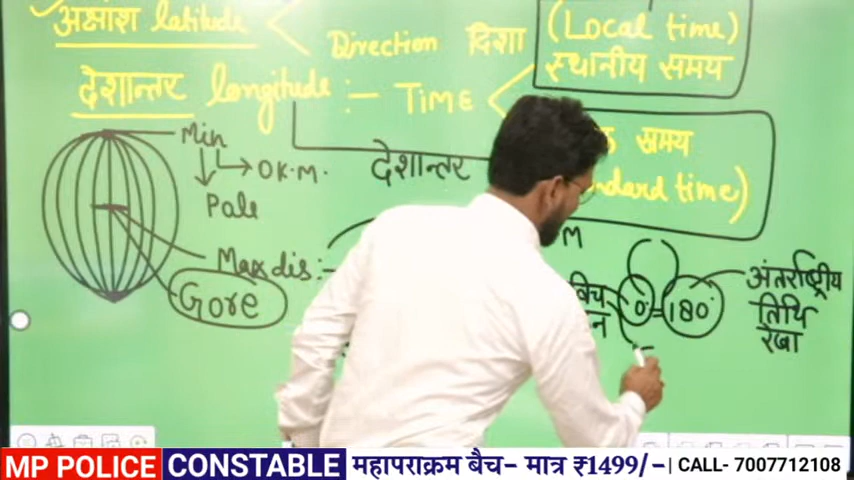 अक्षांश latitude
Direction दिशा
(Local time)
स्थानीय समय
देशान्तर longitude :- TIME
समय
time)
Min
→ 0 K.M.
Pole
देशान्तर
Max dis :-
M
Gore
0° = 180°
अंतर्राष्ट्रीय
तिथि
रेखा
MP POLICE CONSTABLE महापराक्रम बैच- मात्र ₹1499/- | CALL- 7007712108